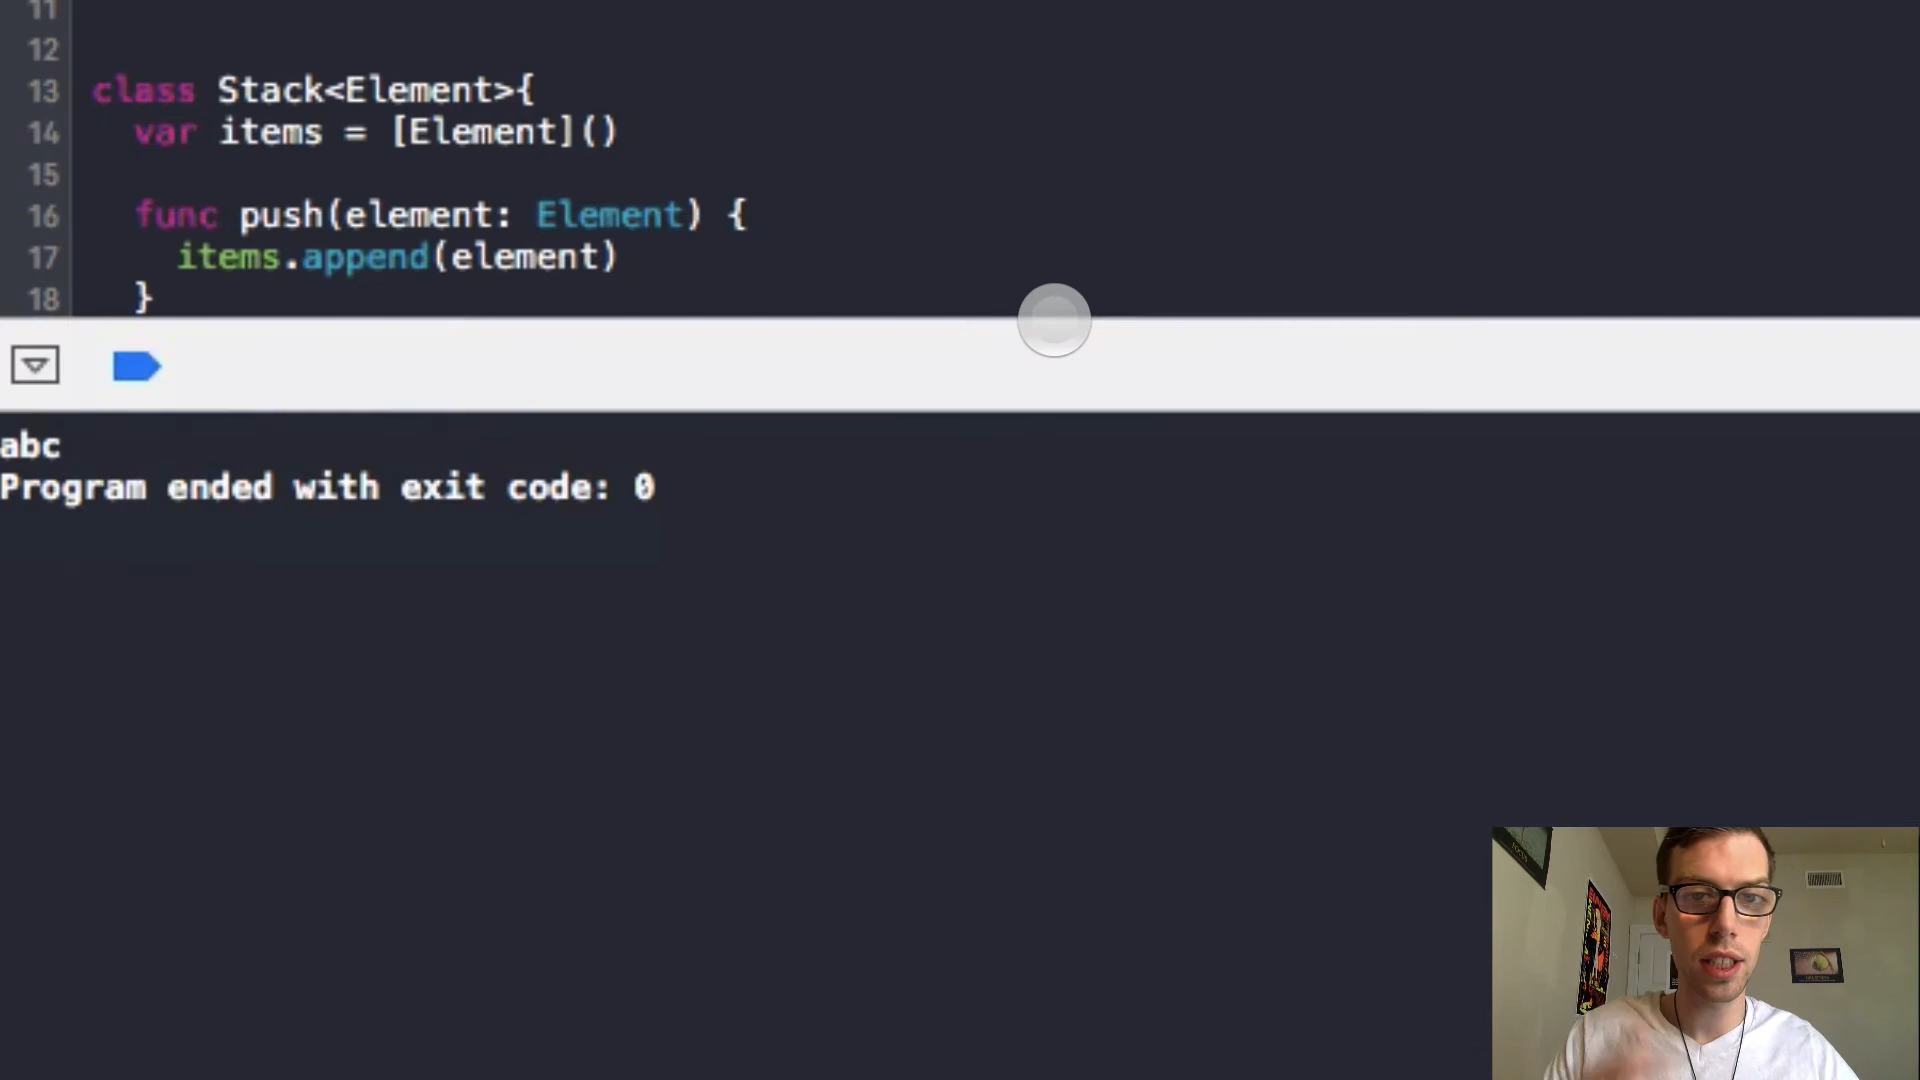 11
12
13 class Stack<Element>{
14 var items = [Element]()
15
16 func push(element: Element) {
17 items.append(element)
18 }
abc
Program ended with exit code: 0
FOCUS